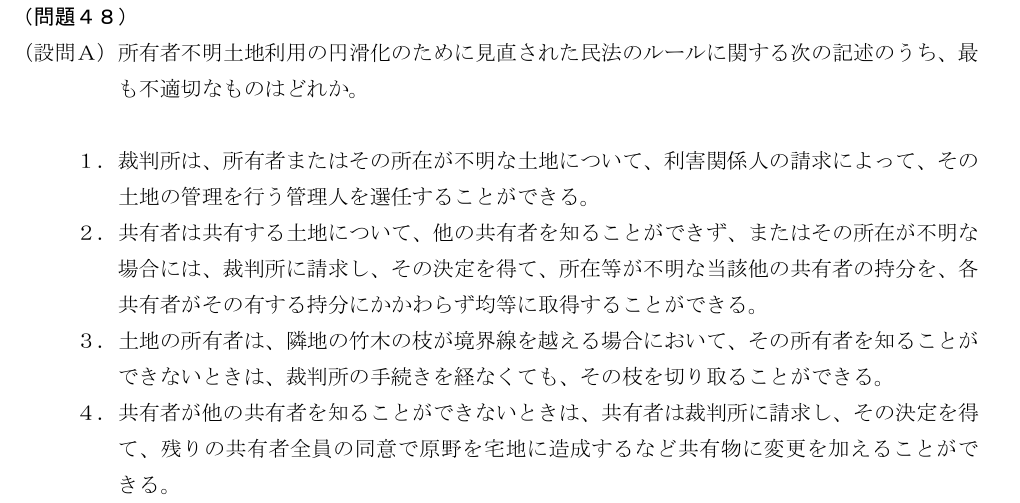 （問題４８）
（設問Ａ）所有者不明土地利用の円滑化のために見直された民法のルールに関する次の記述のうち、最
も不適切なものはどれか。
１．裁判所は、所有者またはその所在が不明な土地について、利害関係人の請求によって、その
土地の管理を行う管理人を選任することができる。
２．共有者は共有する土地について、他の共有者を知ることができず、またはその所在が不明な
場合には、裁判所に請求し、その決定を得て、所在等が不明な当該他の共有者の持分を、各
共有者がその有する持分にかかわらず均等に取得することができる。
３．土地の所有者は、隣地の竹木の枝が境界線を越える場合において、その所有者を知ることが
できないときは、裁判所の手続きを経なくても、その枝を切り取ることができる。
４．共有者が他の共有者を知ることができないときは、共有者は裁判所に請求し、その決定を得
て、残りの共有者全員の同意で原野を宅地に造成するなど共有物に変更を加えることがで
きる。